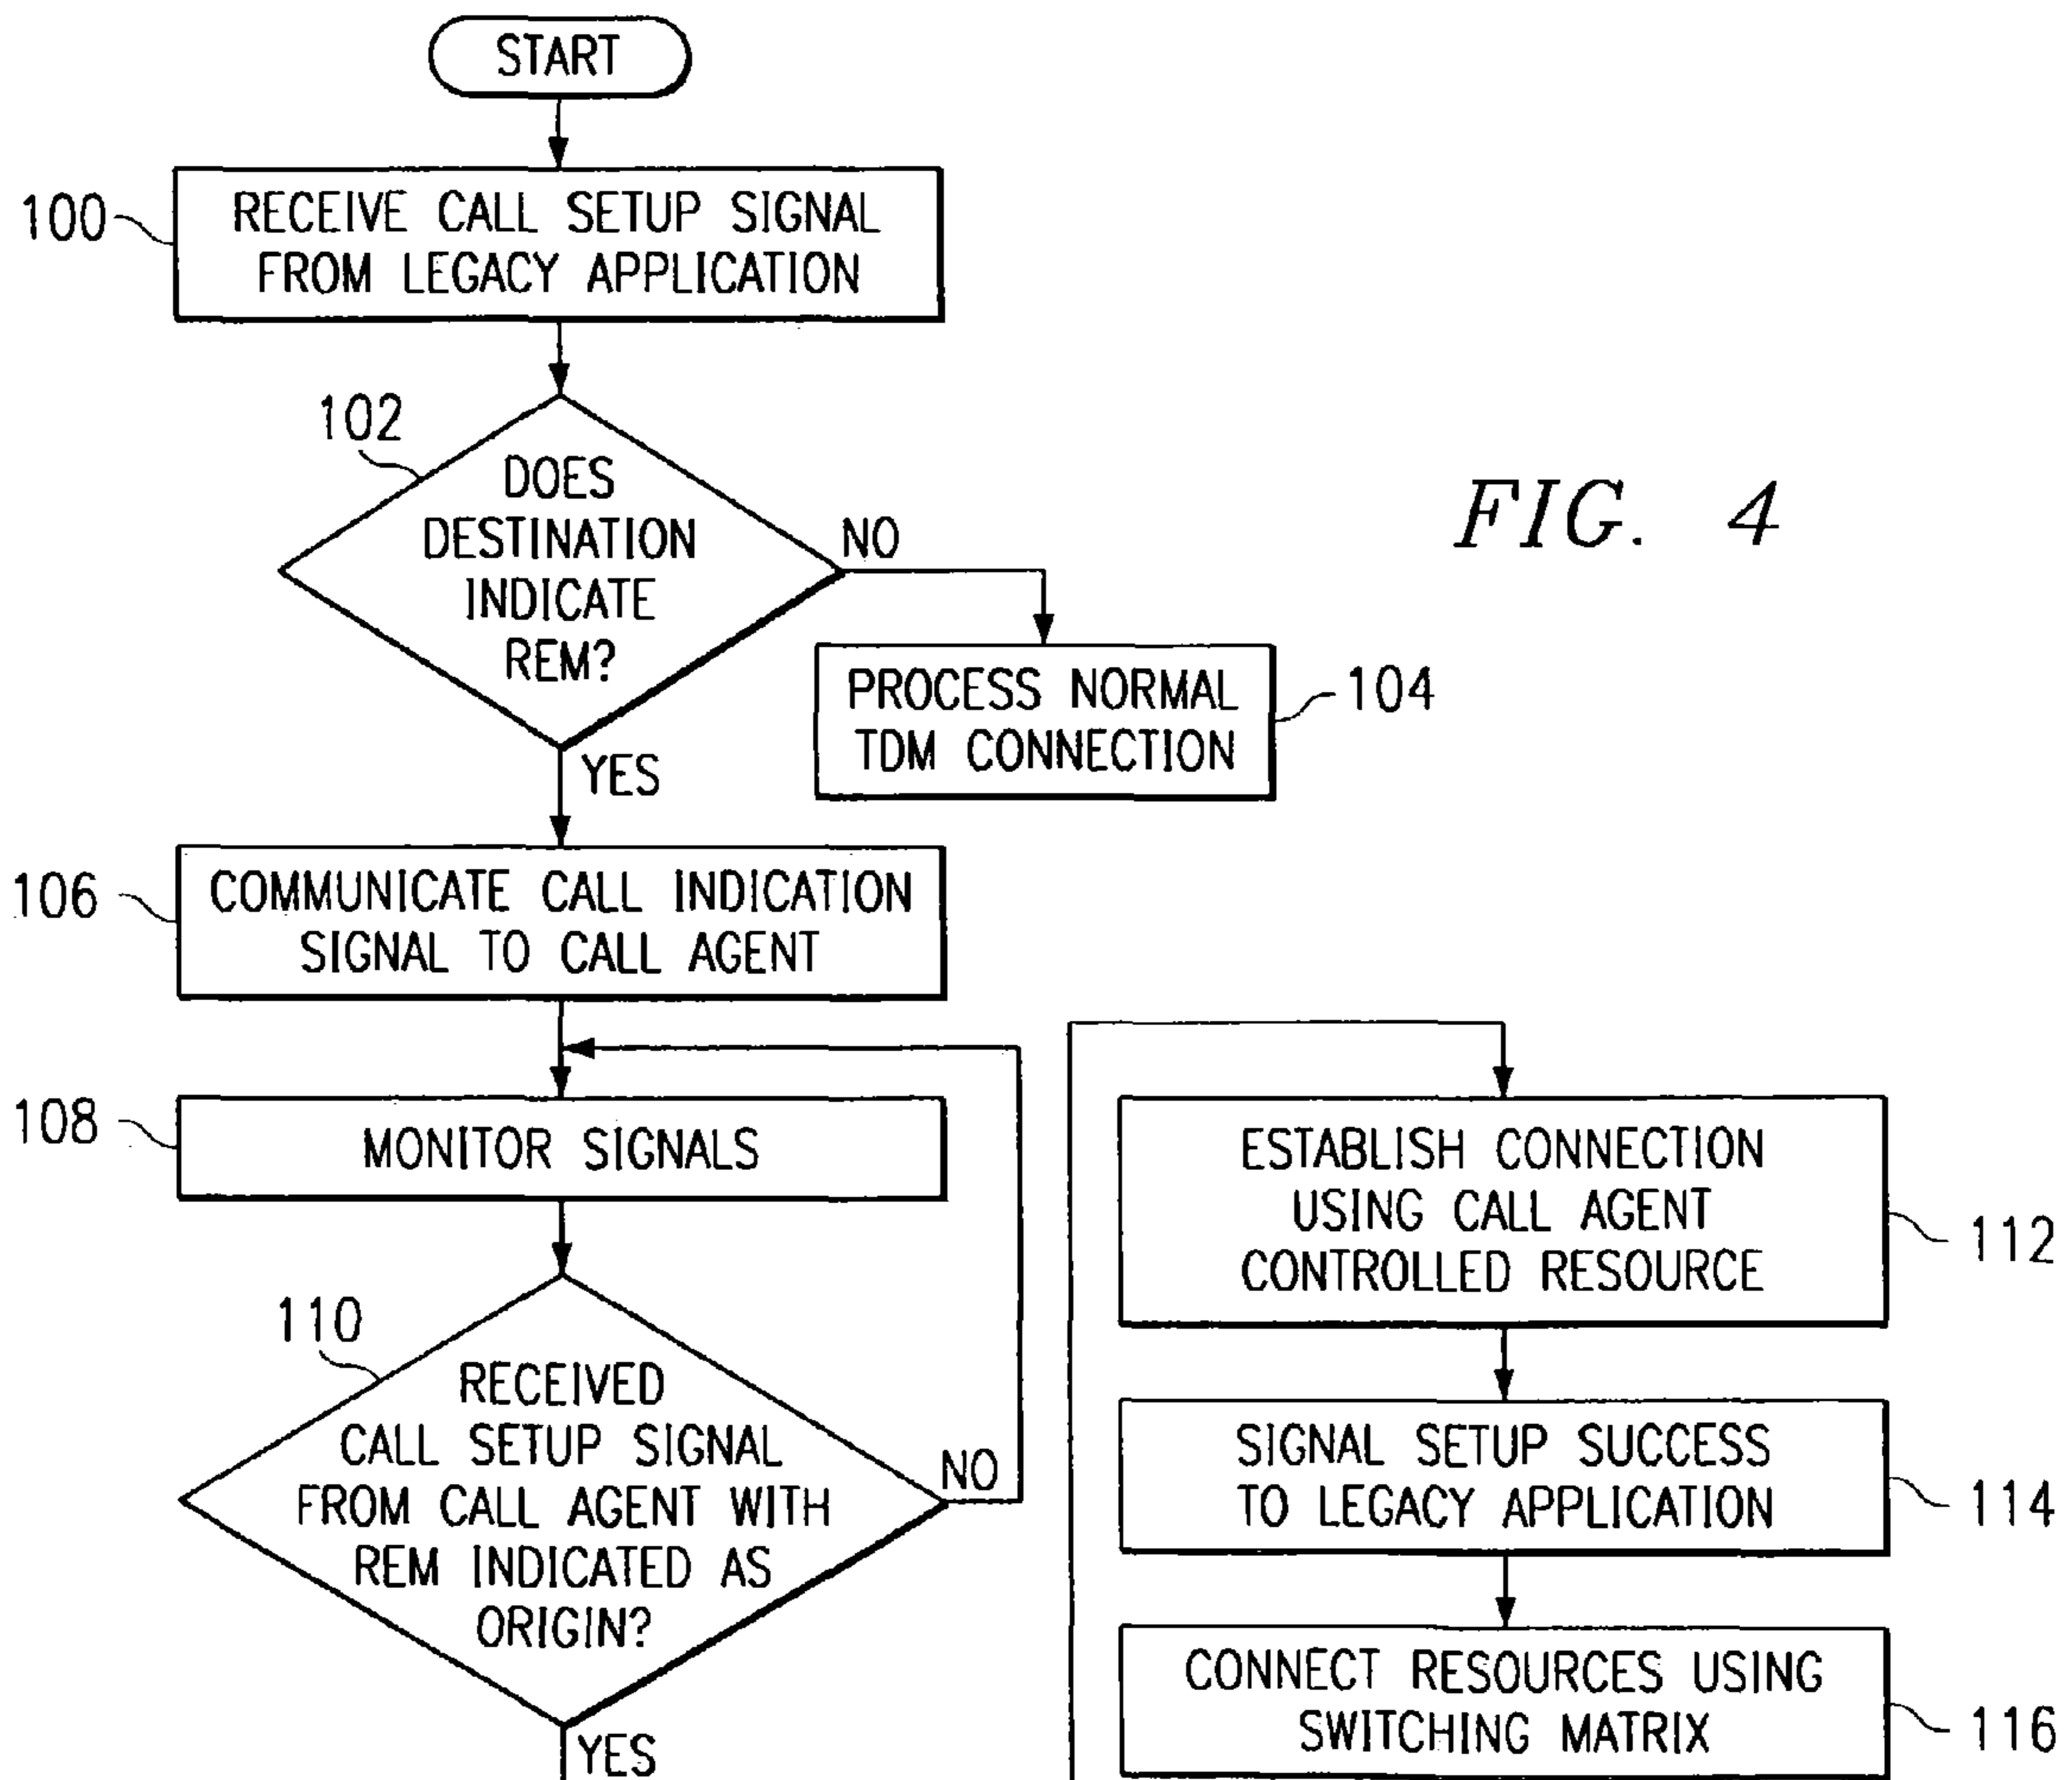 START
100
RECEIVE CALL SETUP SIGNAL
FROM LEGACY APPLICATION
102
DOES
DESTINATION
INDICATE
REM?
NO
YES
FIG. 4
PROCESS NORMAL
TDM CONNECTION
104
106
COMMUNICATE CALL INDICATION
SIGNAL TO CALL AGENT
108
MONITOR SIGNALS
110
RECEIVED
CALL SETUP SIGNAL
FROM CALL AGENT WITH
REM INDICATED AS
ORIGIN?
NO
YES
ESTABLISH CONNECTION
USING CALL AGENT
CONTROLLED RESOURCE
112
SIGNAL SETUP SUCCESS
TO LEGACY APPLICATION
114
CONNECT RESOURCES USING
SWITCHING MATRIX
116